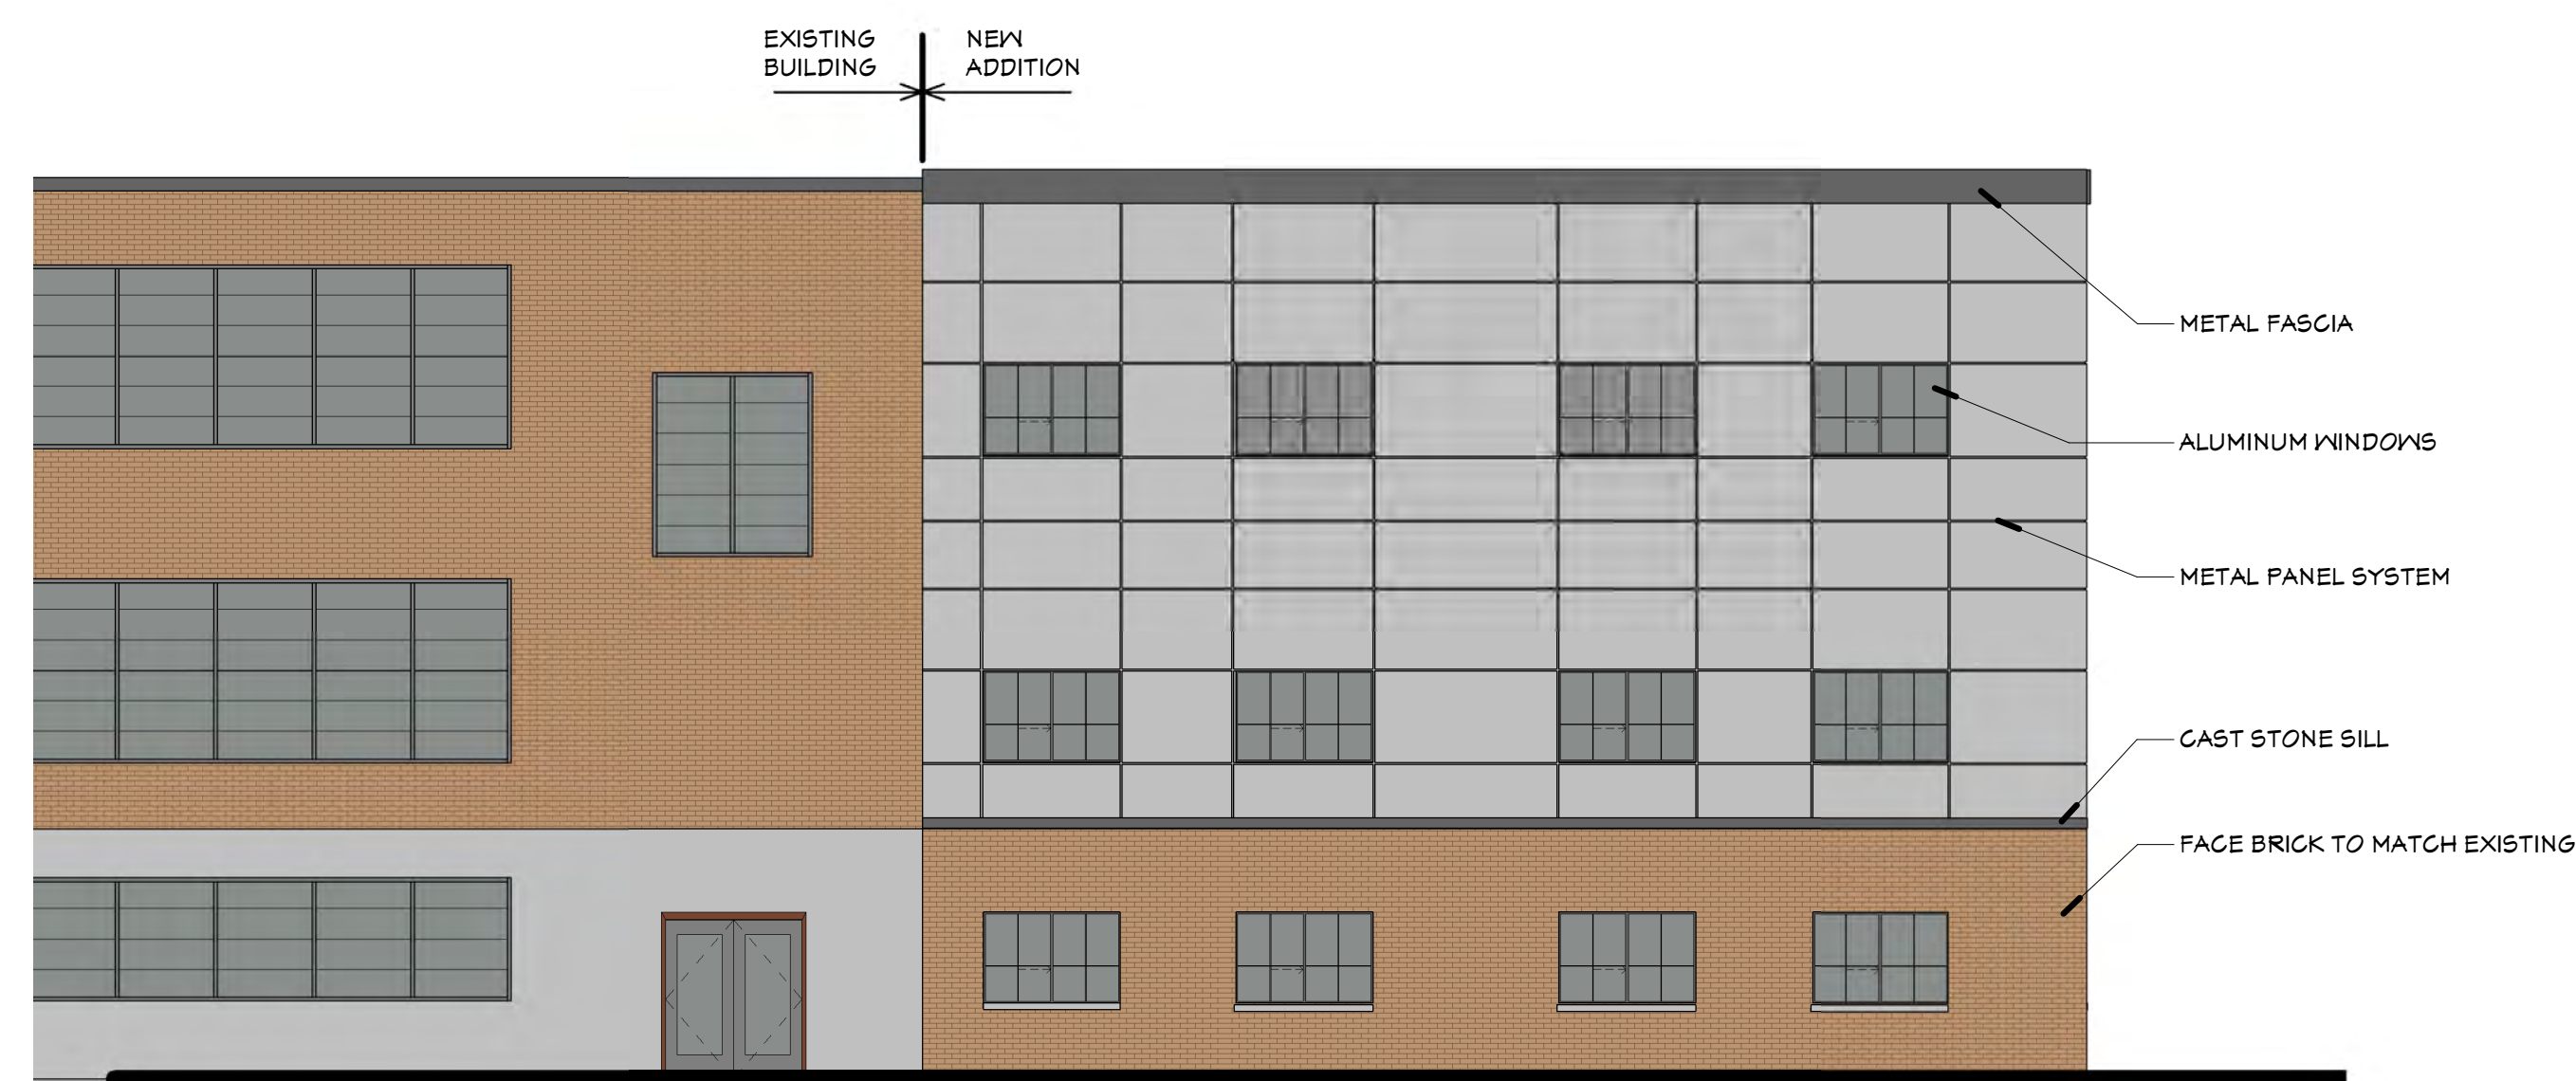 EXISTING
BUILDING
NEW
ADDITION
METAL FASCIA
ALUMINUM WINDOWS
METAL PANEL SYSTEM
CAST STONE SILL
FACE BRICK TO MATCH EXISTING